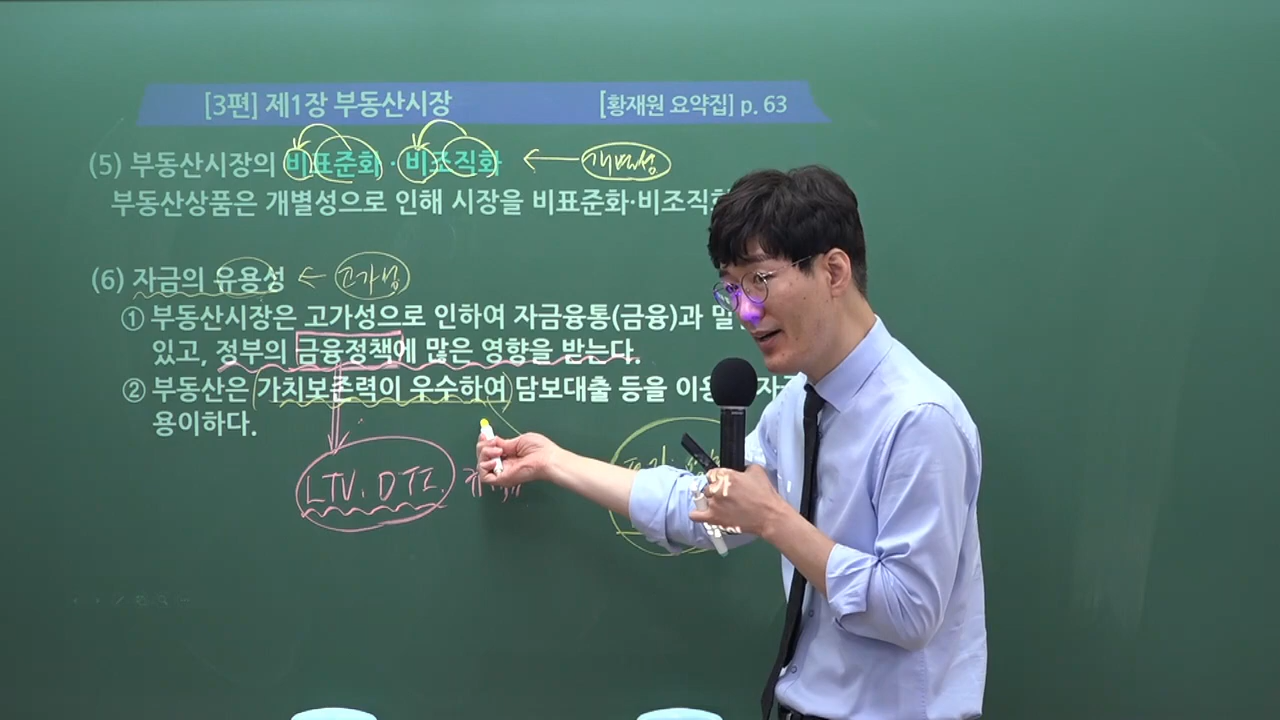 [3편] 제1장 부동산시장 [황재원 요약집] p. 63
(5) 부동산시장의 비표준화·비조직화 ← 개별성
부동산상품은 개별성으로 인해 시장을 비표준화·비조직화
(6) 자금의 유용성 ← 고가성
① 부동산시장은 고가성으로 인하여 자금융통(금융)과
있고, 정부의 금융정책에 많은 영향을 받는다.
② 부동산은 가치보존력이 우수하여 담보대출 등을 이용
용이하다.
LTV. DTI.